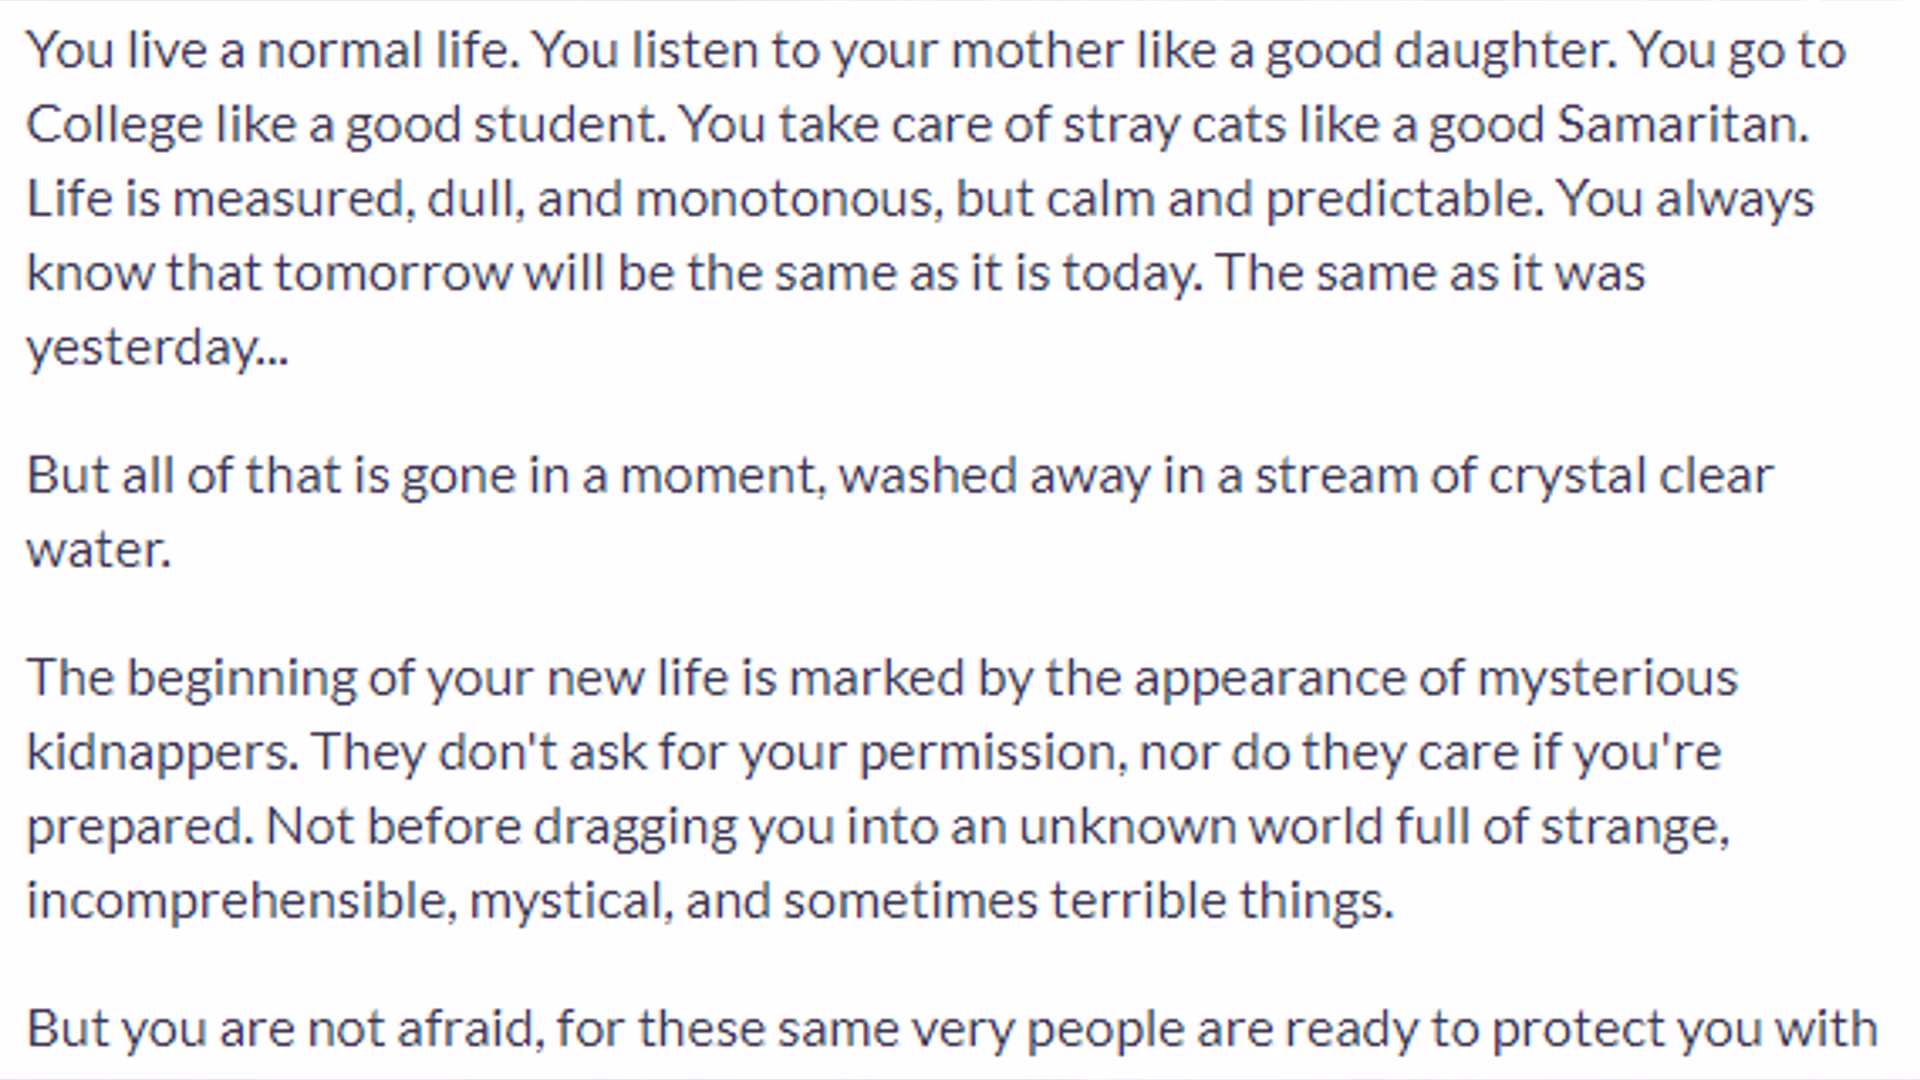 You live a normal life. You listen to your mother like a good daughter. You go to
College like a good student. You take care of stray cats like a good Samaritan.
Life is measured, dull, and monotonous, but calm and predictable. You always
know that tomorrow will be the same as it is today. The same as it was
yesterday...
But all of that is gone in a moment, washed away in a stream of crystal clear
water.
The beginning of your new life is marked by the appearance of mysterious
kidnappers. They don't ask for your permission, nor do they care if you're
prepared. Not before dragging you into an unknown world full of strange,
incomprehensible, mystical, and sometimes terrible things.
But you are not afraid, for these same very people are ready to protect you with